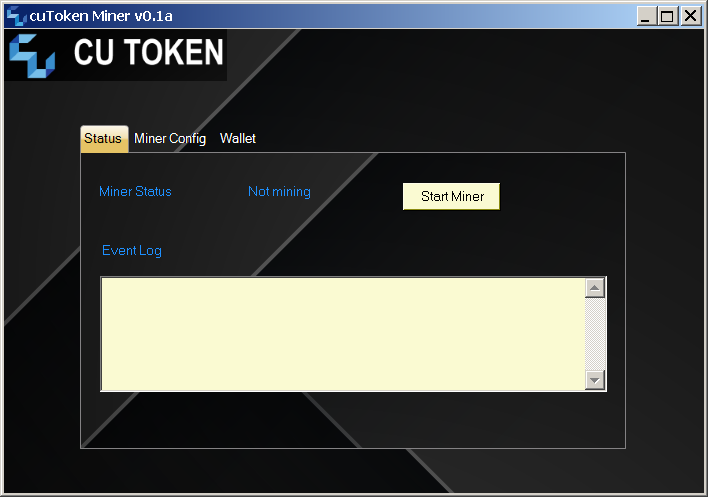 cuToken Miner v0.1a
CU TOKEN
Status Miner Config Wallet
Miner Status Not mining Start Miner
Event Log